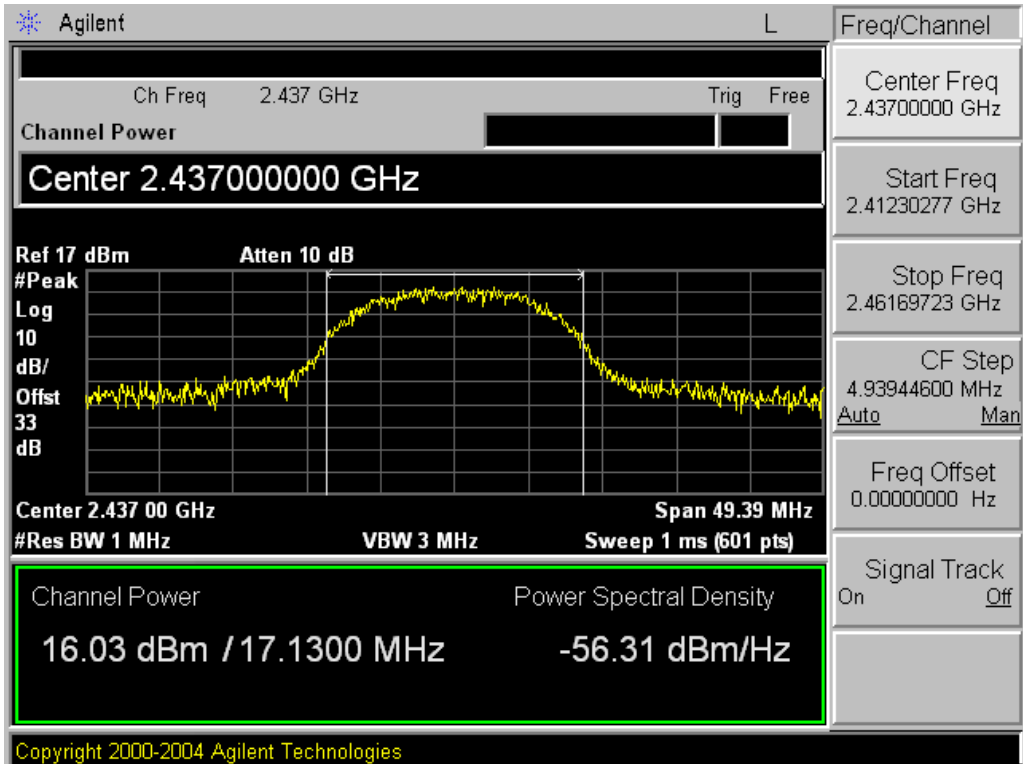 Agilent L Freq/Channel
Ch Freq 2.437 GHz Trig Free
Channel Power
Center 2.437000000 GHz
Ref 17 dBm Atten 10 dB
#Peak
Log
10
dB/
Offst
33
dB
Center 2.437 00 GHz Span 49.39 MHz
#Res BW 1 MHz VBW 3 MHz Sweep 1 ms (601 pts)
Channel Power Power Spectral Density
16.03 dBm / 17.1300 MHz -56.31 dBm/Hz
Center Freq
2.43700000 GHz
Start Freq
2.41230277 GHz
Stop Freq
2.46169723 GHz
CF Step
4.93944600 MHz
Auto Man
Freq Offset
0.00000000 Hz
Signal Track
On Off
Copyright 2000-2004 Agilent Technologies